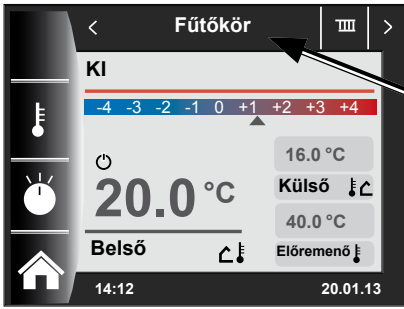 < Fűtőkör >
KI
-4 -3 -2 -1 0 +1 +2 +3 +4
16.0 °C
20.0 °C
Külső
40.0 °C
Belső
Előremenő
14:12 20.01.13